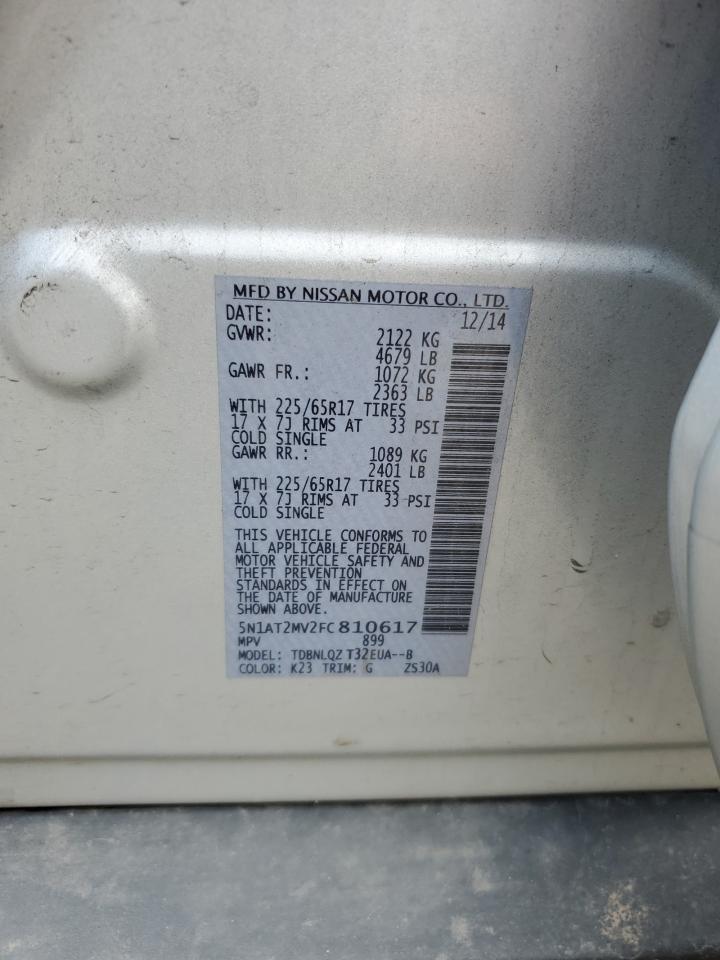 MFD BY NISSAN MOTOR CO., LTD.
DATE: 12/14
GVWR: 2122 KG
4679 LB
GAWR FR.: 1072 KG
2363 LB
WITH 225/65R17 TIRES
17 X 7J RIMS AT 33 PSI
COLD SINGLE
GAWR RR.: 1089 KG
2401 LB
WITH 225/65R17 TIRES
17 X 7J RIMS AT 33 PSI
COLD SINGLE
THIS VEHICLE CONFORMS TO
ALL APPLICABLE FEDERAL
MOTOR VEHICLE SAFETY AND
THEFT PREVENTION
STANDARDS IN EFFECT ON
THE DATE OF MANUFACTURE
SHOWN ABOVE.
5N1AT2MV2FC810617
MPV 899
MODEL: TDBNLQZ T32EUA--B
COLOR: K23 TRIM: G ZS30A